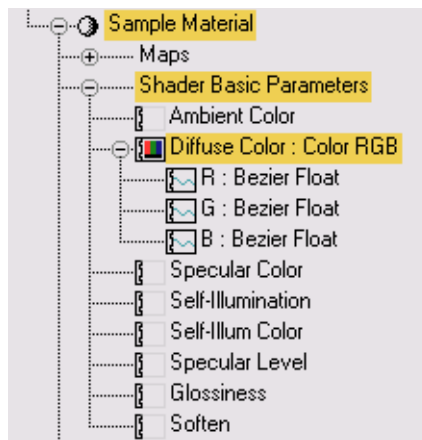 Sample Material
Maps
Shader Basic Parameters
Ambient Color
Diffuse Color : Color RGB
R : Bezier Float
G : Bezier Float
B : Bezier Float
Specular Color
Self-Illumination
Self-Illum Color
Specular Level
Glossiness
Soften